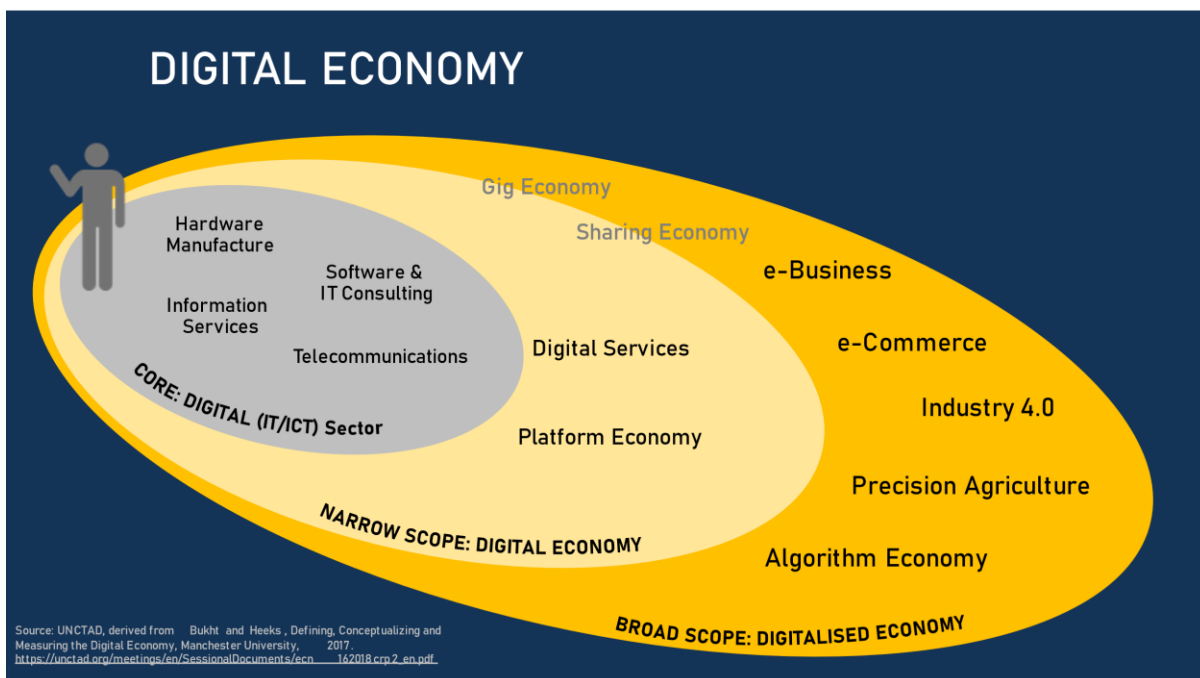 DIGITAL ECONOMY
Gig Economy
Sharing Economy
Hardware
Manufacture
Software &
IT Consulting
Information
Services
Telecommunications
CORE: DIGITAL (IT/ICT) Sector
Digital Services
Platform Economy
NARROW SCOPE: DIGITAL ECONOMY
e-Business
e-Commerce
Industry 4.0
Precision Agriculture
Algorithm Economy
BROAD SCOPE: DIGITALISED ECONOMY
Source: UNCTAD, derived from Bukht and Heeks , Defining, Conceptualizing and
Measuring the Digital Economy, Manchester University, 2017.
https://unctad.org/meetings/en/SessionalDocuments/ecn 162018 crp 2_en.pdf